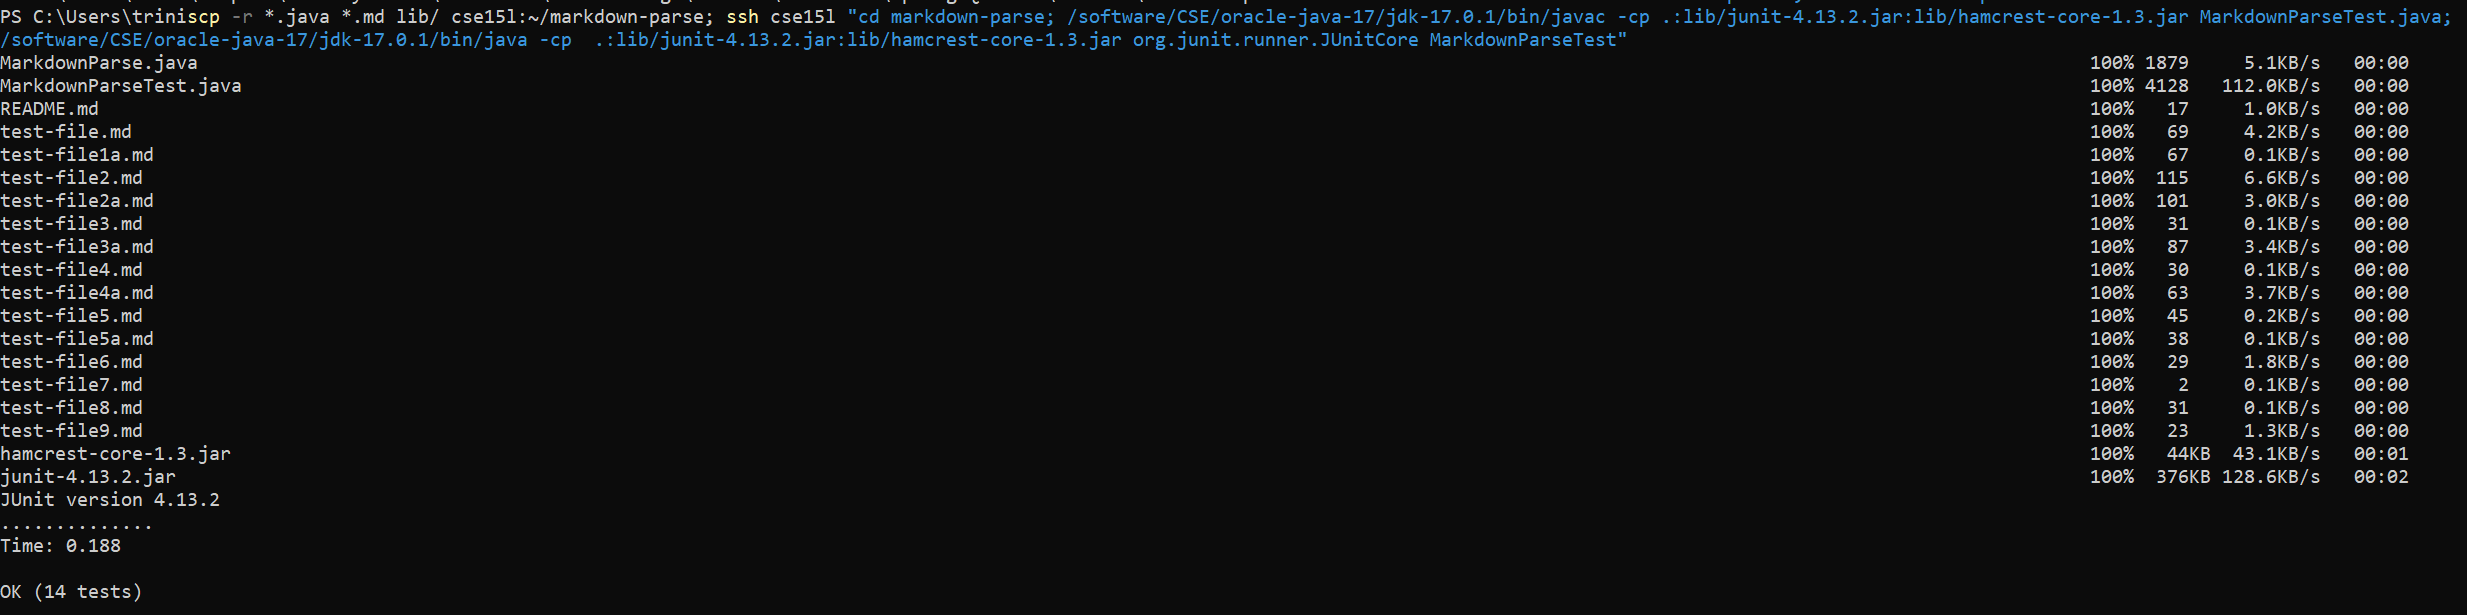 PS C:\Users\triniscp -r *.java *.md lib/ cse15l:~/markdown-parse; ssh cse15l "cd markdown-parse; /software/CSE/oracle-java-17/jdk-17.0.1/bin/javac -cp .:lib/junit-4.13.2.jar:lib/hamcrest-core-1.3.jar MarkdownParseTest.java;
/software/CSE/oracle-java-17/jdk-17.0.1/bin/java -cp  .:lib/junit-4.13.2.jar:lib/hamcrest-core-1.3.jar org.junit.runner.JUnitCore MarkdownParseTest"
MarkdownParse.java 100% 1879 5.1KB/s 00:00
MarkdownParseTest.java 100% 4128 112.0KB/s 00:00
README.md 100% 17 1.0KB/s 00:00
test-file.md 100% 69 4.2KB/s 00:00
test-file1a.md 100% 67 0.1KB/s 00:00
test-file2.md 100% 115 6.6KB/s 00:00
test-file2a.md 100% 101 3.0KB/s 00:00
test-file3.md 100% 31 0.1KB/s 00:00
test-file3a.md 100% 87 3.4KB/s 00:00
test-file4.md 100% 30 0.1KB/s 00:00
test-file4a.md 100% 63 3.7KB/s 00:00
test-file5.md 100% 45 0.2KB/s 00:00
test-file5a.md 100% 38 0.1KB/s 00:00
test-file6.md 100% 29 1.8KB/s 00:00
test-file7.md 100% 2 0.1KB/s 00:00
test-file8.md 100% 31 0.1KB/s 00:00
test-file9.md 100% 23 1.3KB/s 00:00
hamcrest-core-1.3.jar 100% 44KB 43.1KB/s 00:01
junit-4.13.2.jar 100% 376KB 128.6KB/s 00:02
JUnit version 4.13.2
..............
Time: 0.188
OK (14 tests)